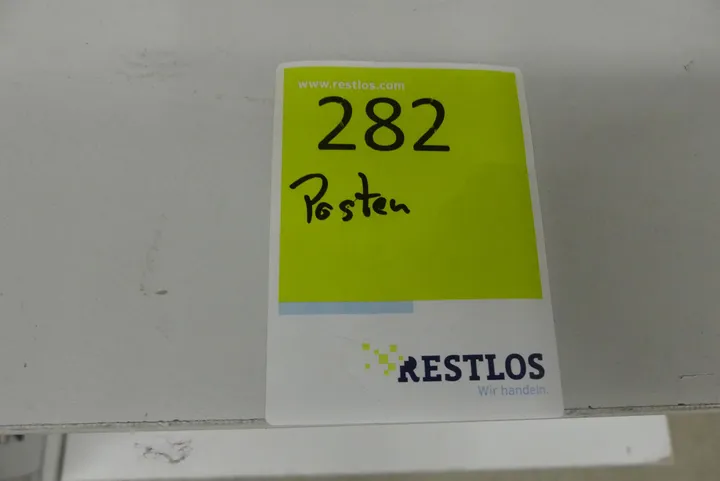 www.restlos.com
282
Posten
RESTLOS
Wir handeln.